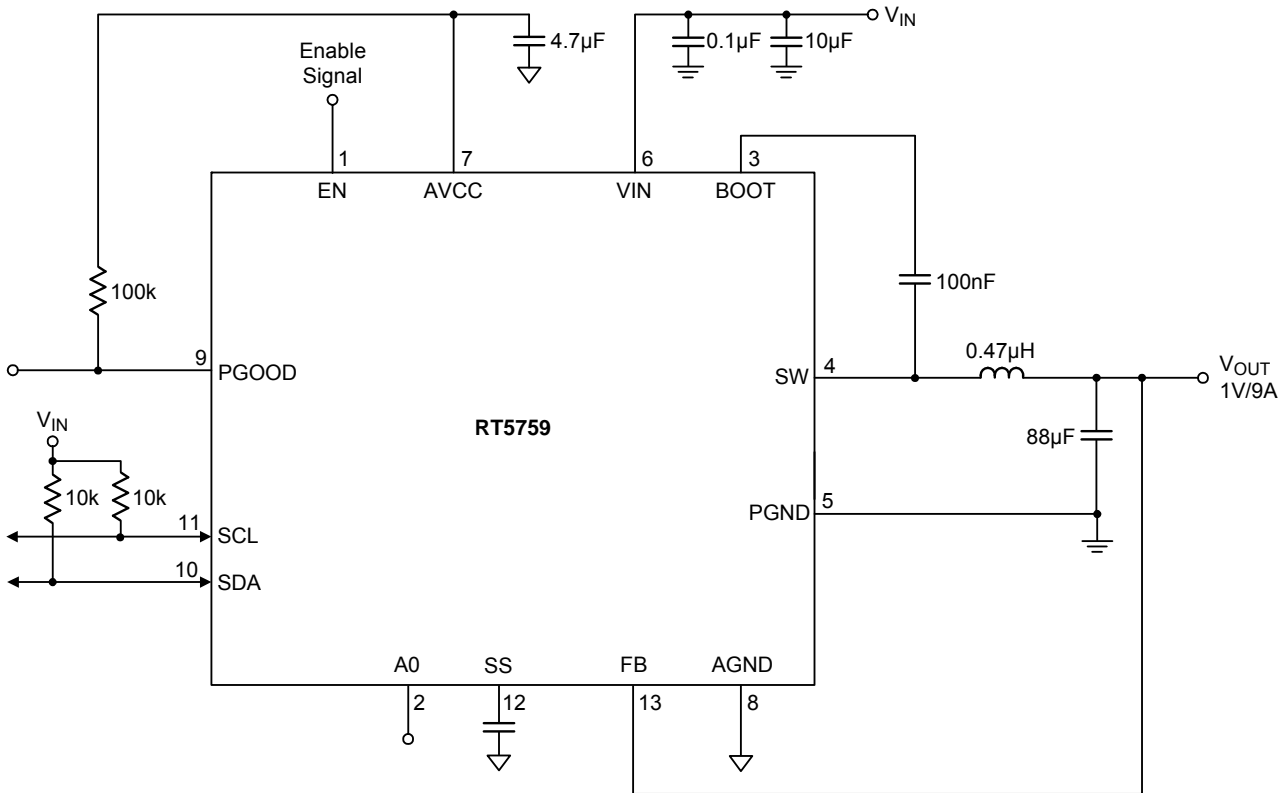 4.7µF
0.1µF
10µF
V_IN
Enable
Signal
1
7
6
3
EN
AVCC
VIN
BOOT
100k
100nF
9
PGOOD
4
SW
0.47µH
V_OUT
1V/9A
V_IN
RT5759
88µF
10k
10k
5
PGND
11
SCL
10
SDA
A0
SS
FB
AGND
2
12
13
8